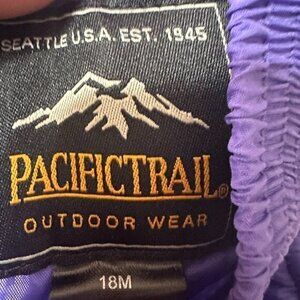 SEATTLE U.S.A. EST. 1945
PACIFICTRAIL®
OUTDOOR WEAR
18M